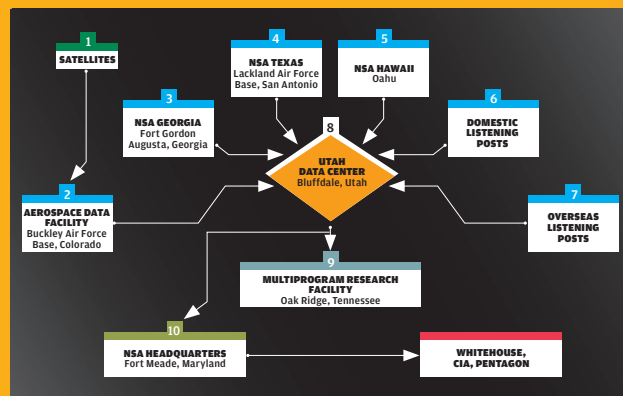 1
SATELLITES
4
NSA TEXAS
Lackland Air Force
Base, San Antonio
5
NSA HAWAII
Oahu
3
NSA GEORGIA
Fort Gordon
Augusta, Georgia
6
DOMESTIC
LISTENING
POSTS
8
UTAH
DATA CENTER
Bluffdale, Utah
2
AEROSPACE DATA
FACILITY
Buckley Air Force
Base, Colorado
7
OVERSEAS
LISTENING
POSTS
9
MULTIPROGRAM RESEARCH
FACILITY
Oak Ridge, Tennessee
10
NSA HEADQUARTERS
Fort Meade, Maryland
WHITEHOUSE,
CIA, PENTAGON